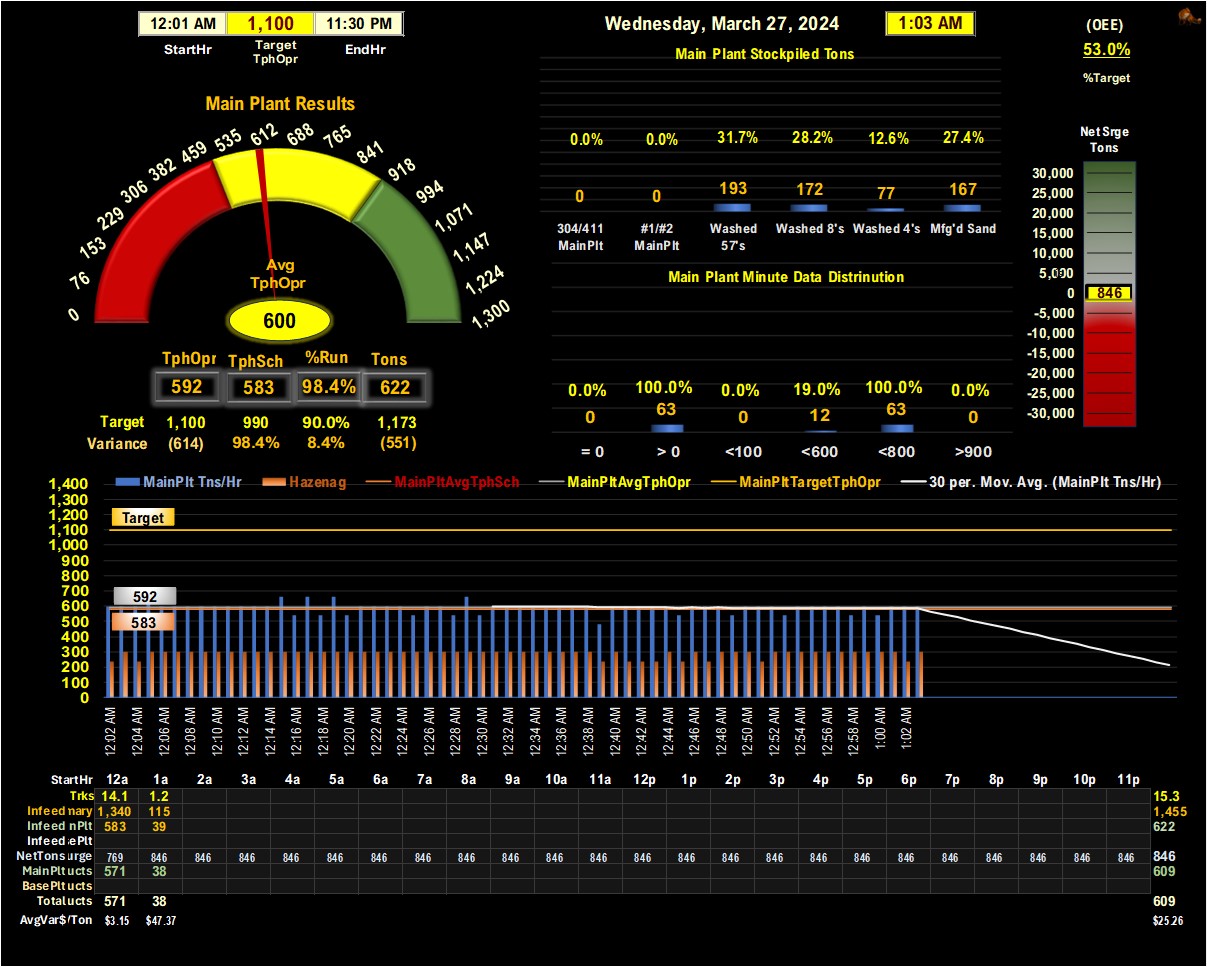 12:01 AM 1,100 11:30 PM
StartHr Target TphOpr EndHr
Wednesday, March 27, 2024 1:03 AM
(OEE)
53.0%
%Target
Main Plant Stockpiled Tons
0.0% 0.0% 31.7% 28.2% 12.6% 27.4%
0 0 193 172 77 167
304/411 #1/#2 Washed Washed 8's Washed 4's Mfg'd Sand
MainPlt MainPlt 57's
Main Plant Results
0 76 153 229 306 382 459 535 612 688 765 841 918 994 1,071 1,147 1,224 1,300
Avg
TphOpr
600
TphOpr TphSch %Run Tons
592 583 98.4% 622
Target 1,100 990 90.0% 1,173
Variance (614) 98.4% 8.4% (551)
Main Plant Minute Data Distrinution
0.0% 100.0% 0.0% 19.0% 100.0% 0.0%
0 63 0 12 63 0
= 0 > 0 <100 <600 <800 >900
Net Srge
Tons
30,000
25,000
20,000
15,000
10,000
5,000
0 846
-5,000
-10,000
-15,000
-20,000
-25,000
-30,000
MainPlt Tns/Hr Hazenag MainPltAvgTphSch MainPltAvgTphOpr MainPltTargetTphOpr 30 per. Mov. Avg. (MainPlt Tns/Hr)
1,400
1,300
1,200
1,100
1,000
900
800
700
600
500
400
300
200
100
0
Target
592
583
12:02 AM 12:04 AM 12:06 AM 12:08 AM 12:10 AM 12:12 AM 12:14 AM 12:16 AM 12:18 AM 12:20 AM 12:22 AM 12:24 AM 12:26 AM 12:28 AM 12:30 AM 12:32 AM 12:34 AM 12:36 AM 12:38 AM 12:40 AM 12:42 AM 12:44 AM 12:46 AM 12:48 AM 12:50 AM 12:52 AM 12:54 AM 12:56 AM 12:58 AM 1:00 AM 1:02 AM
StartHr 12a 1a 2a 3a 4a 5a 6a 7a 8a 9a 10a 11a 12p 1p 2p 3p 4p 5p 6p 7p 8p 9p 10p 11p
Trks 14.1 1.2 15.3
Infeed nary 1,340 115 1,455
Infeed nPlt 583 39 622
Infeed ePlt
NetTons urge 769 846 846 846 846 846 846 846 846 846 846 846 846 846 846 846 846 846 846 846 846 846 846 846 846
MainPlt ucts 571 38 609
BasePlt ucts
Total ucts 571 38 609
AvgVar$/Ton $3.15 $47.37 $25.26